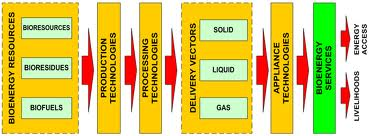 BIOENERGY RESOURCES
BIORESOURCES
BIORESIDUES
BIOFUELS
PRODUCTION
TECHNOLOGIES
PROCESSING
TECHNOLOGIES
DELIVERY VECTORS
SOLID
LIQUID
GAS
APPLIANCE
TECHNOLOGIES
BIOENERGY
SERVICES
ENERGY
ACCESS
LIVELIHOODS